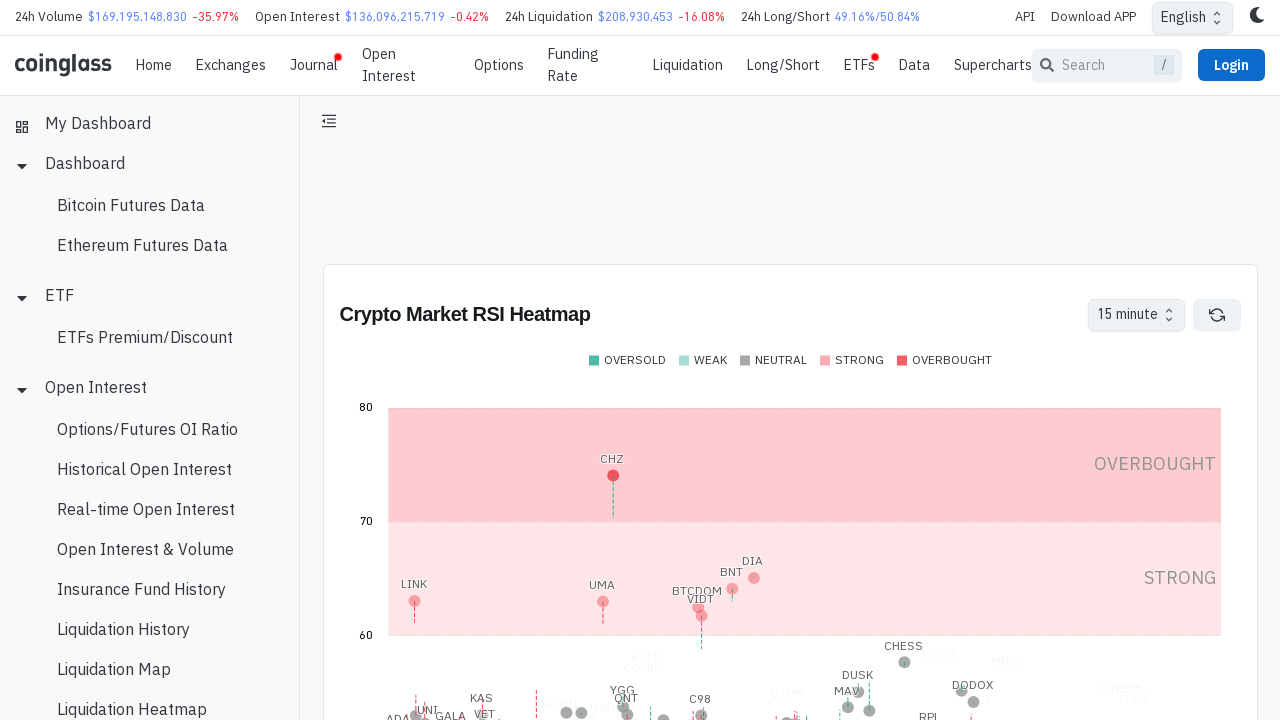 24h Volume $169,195,148,830 -35.97% Open Interest $136,096,215,719 -0.42% 24h Liquidation $208,930,453 -16.08% 24h Long/Short 49.16%/50.84% API Download APP English
coinglass Home Exchanges Journal Open Interest Options Funding Rate Liquidation Long/Short ETFs Data Supercharts Search / Login
My Dashboard
Dashboard
Bitcoin Futures Data
Ethereum Futures Data
ETF
ETFs Premium/Discount
Open Interest
Options/Futures OI Ratio
Historical Open Interest
Real-time Open Interest
Open Interest & Volume
Insurance Fund History
Liquidation History
Liquidation Map
Liquidation Heatmap
Crypto Market RSI Heatmap 15 minute
OVERSOLD WEAK NEUTRAL STRONG OVERBOUGHT
80
CHZ
OVERBOUGHT
70
DIA
BNT
STRONG
LINK UMA BTCDOM
VIDT
60
CHESS
EGLD MBOX
COMP
DUSK
YGG MAV DODOX
QTUM STEEM
KAS QNT C98 LOKA
UNI VET
ADA GALA